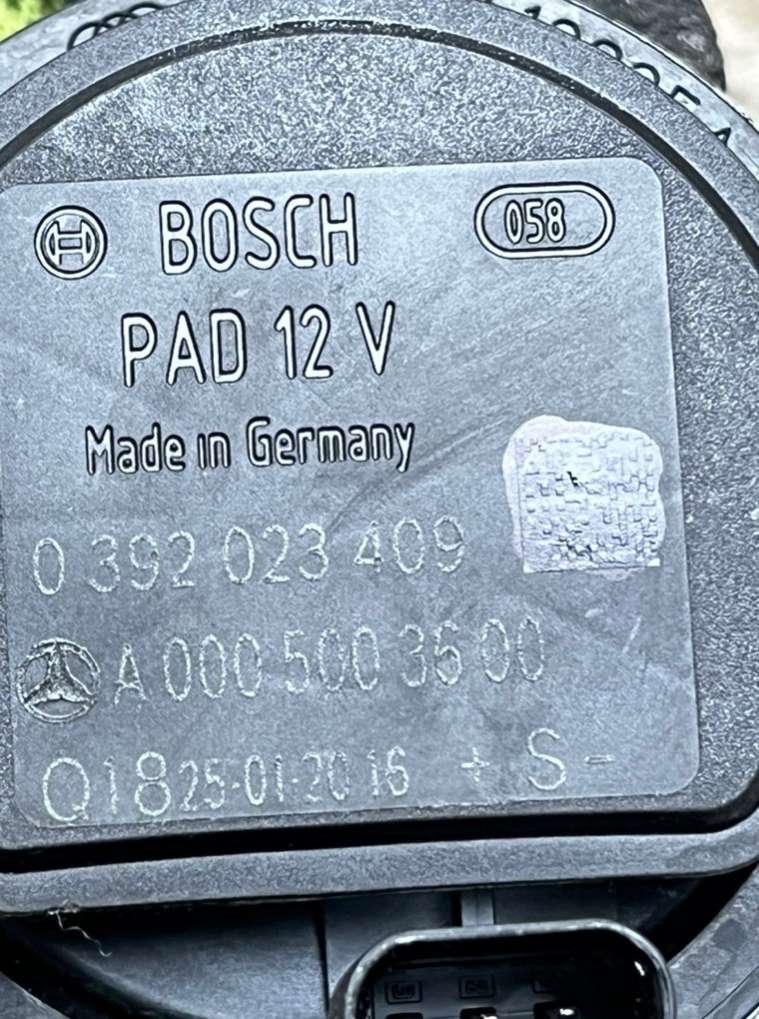 BOSCH
058
PAD 12 V
Made in Germany
0 392 023 409
A 000 500 36 00
Q18 25-01-2016 + S -